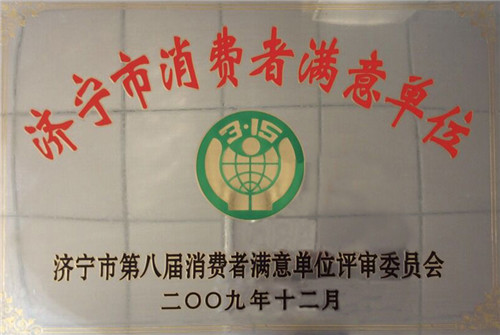 济宁市消费者满意单位
3·15
济宁市第八届消费者满意单位评审委员会
二〇〇九年十二月